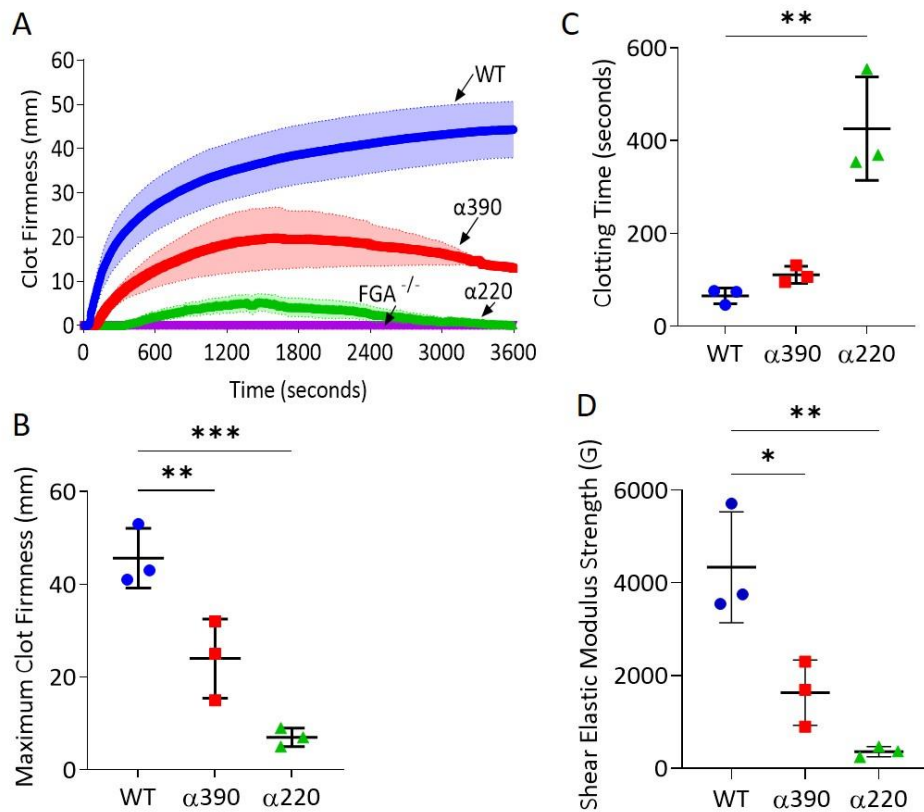 A
Clot Firmness (mm)
60
50
40
30
20
10
0
WT
α390
FGA -/-
α220
0 600 1200 1800 2400 3000 3600
Time (seconds)
B
Maximum Clot Firmness (mm)
60
40
20
0
***
**
WT α390 α220
C
Clotting Time (seconds)
600
400
200
0
**
WT α390 α220
D
Shear Elastic Modulus Strength (G)
6000
4000
2000
0
**
*
WT α390 α220